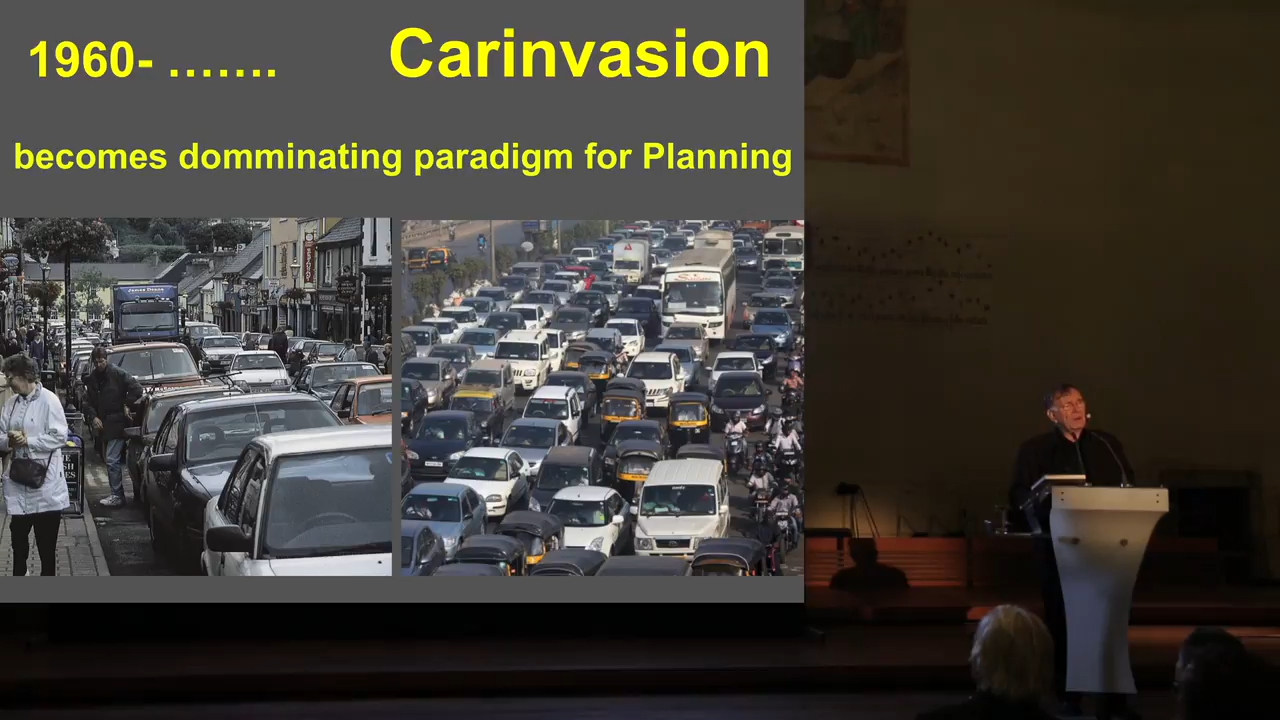 1960- ……. Carinvasion
becomes domminating paradigm for Planning